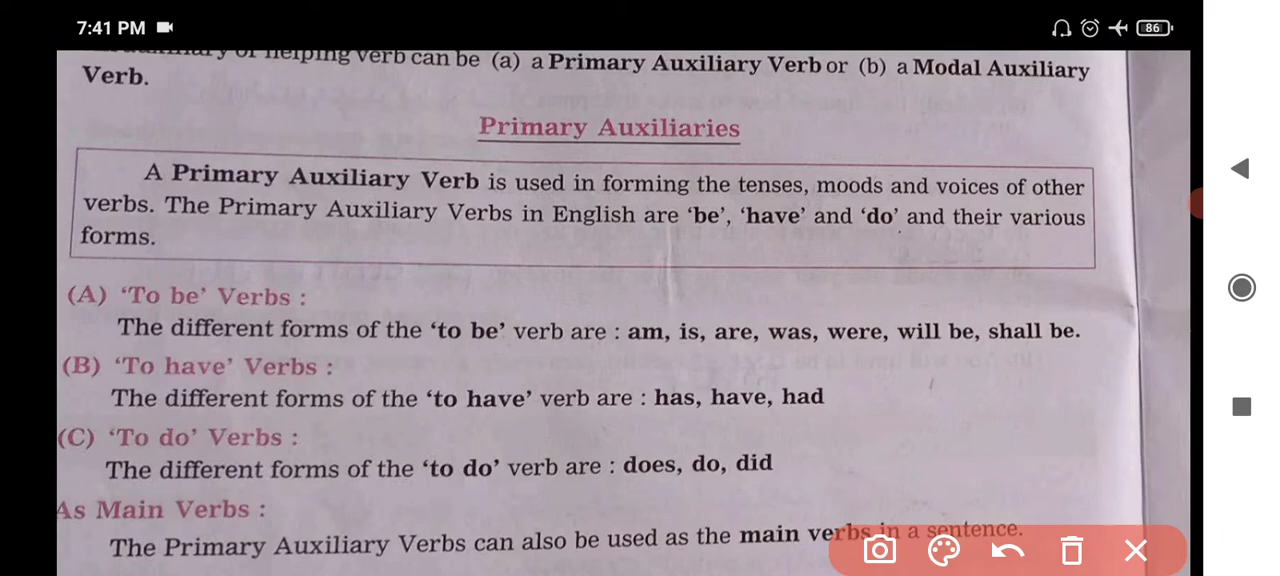 7:41 PM
86
auxiliary or helping verb can be (a) a Primary Auxiliary Verb or (b) a Modal Auxiliary
Verb.
Primary Auxiliaries
A Primary Auxiliary Verb is used in forming the tenses, moods and voices of other
verbs. The Primary Auxiliary Verbs in English are ‘be’, ‘have’ and ‘do’ and their various
forms.
(A) ‘To be’ Verbs :
The different forms of the ‘to be’ verb are : am, is, are, was, were, will be, shall be.
(B) ‘To have’ Verbs :
The different forms of the ‘to have’ verb are : has, have, had
(C) ‘To do’ Verbs :
The different forms of the ‘to do’ verb are : does, do, did
As Main Verbs :
The Primary Auxiliary Verbs can also be used as the main verbs in a sentence.